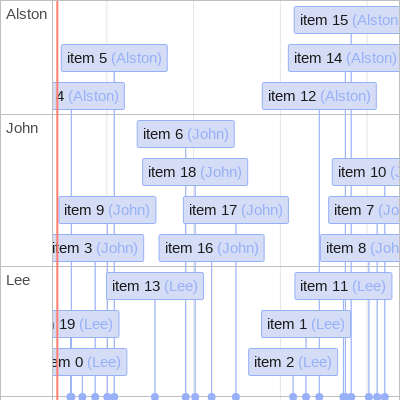 Alston
item 15 (Alston
item 5 (Alston)
item 14 (Alston)
4 (Alston)
item 12 (Alston)
John
item 6 (John)
item 18 (John)
item 10 (J
item 9 (John)
item 17 (John)
item 7 (Jo
item 3 (John)
item 16 (John)
item 8 (Joh
Lee
item 13 (Lee)
item 11 (Lee)
19 (Lee)
item 1 (Lee)
em 0 (Lee)
item 2 (Lee)